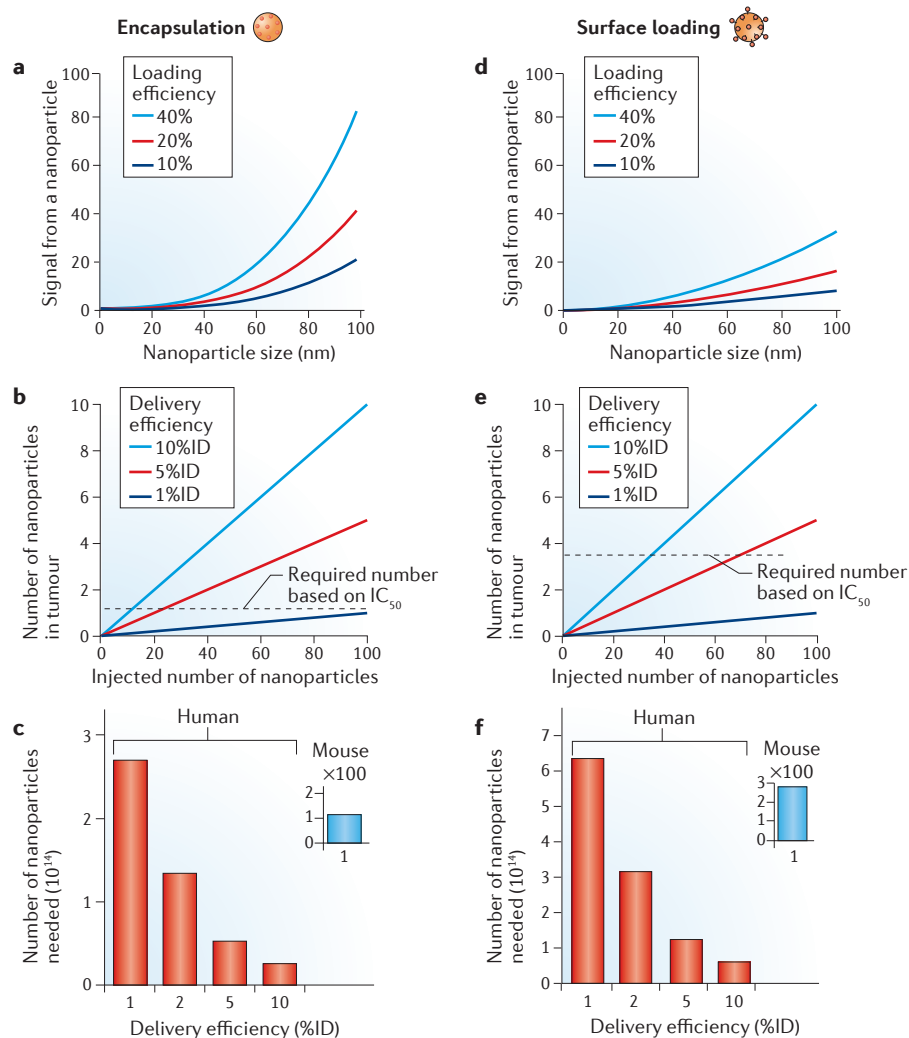 Encapsulation
a
Signal from a nanoparticle
100
80
60
40
20
0
Loading
efficiency
40%
20%
10%
0 20 40 60 80 100
Nanoparticle size (nm)
b
Number of nanoparticles
in tumour
10
8
6
4
2
0
Delivery
efficiency
10%ID
5%ID
1%ID
Required number
based on IC50
0 20 40 60 80 100
Injected number of nanoparticles
c
Number of nanoparticles
needed (10^14)
3
2
1
0
Human
Mouse
×100
2
1
0
1
1 2 5 10
Delivery efficiency (%ID)
Surface loading
d
Signal from a nanoparticle
100
80
60
40
20
0
Loading
efficiency
40%
20%
10%
0 20 40 60 80 100
Nanoparticle size (nm)
e
Number of nanoparticles
in tumour
10
8
6
4
2
0
Delivery
efficiency
10%ID
5%ID
1%ID
Required number
based on IC50
0 20 40 60 80 100
Injected number of nanoparticles
f
Number of nanoparticles
needed (10^14)
7
6
5
4
3
2
1
0
Human
Mouse
×100
3
2
1
0
1
1 2 5 10
Delivery efficiency (%ID)